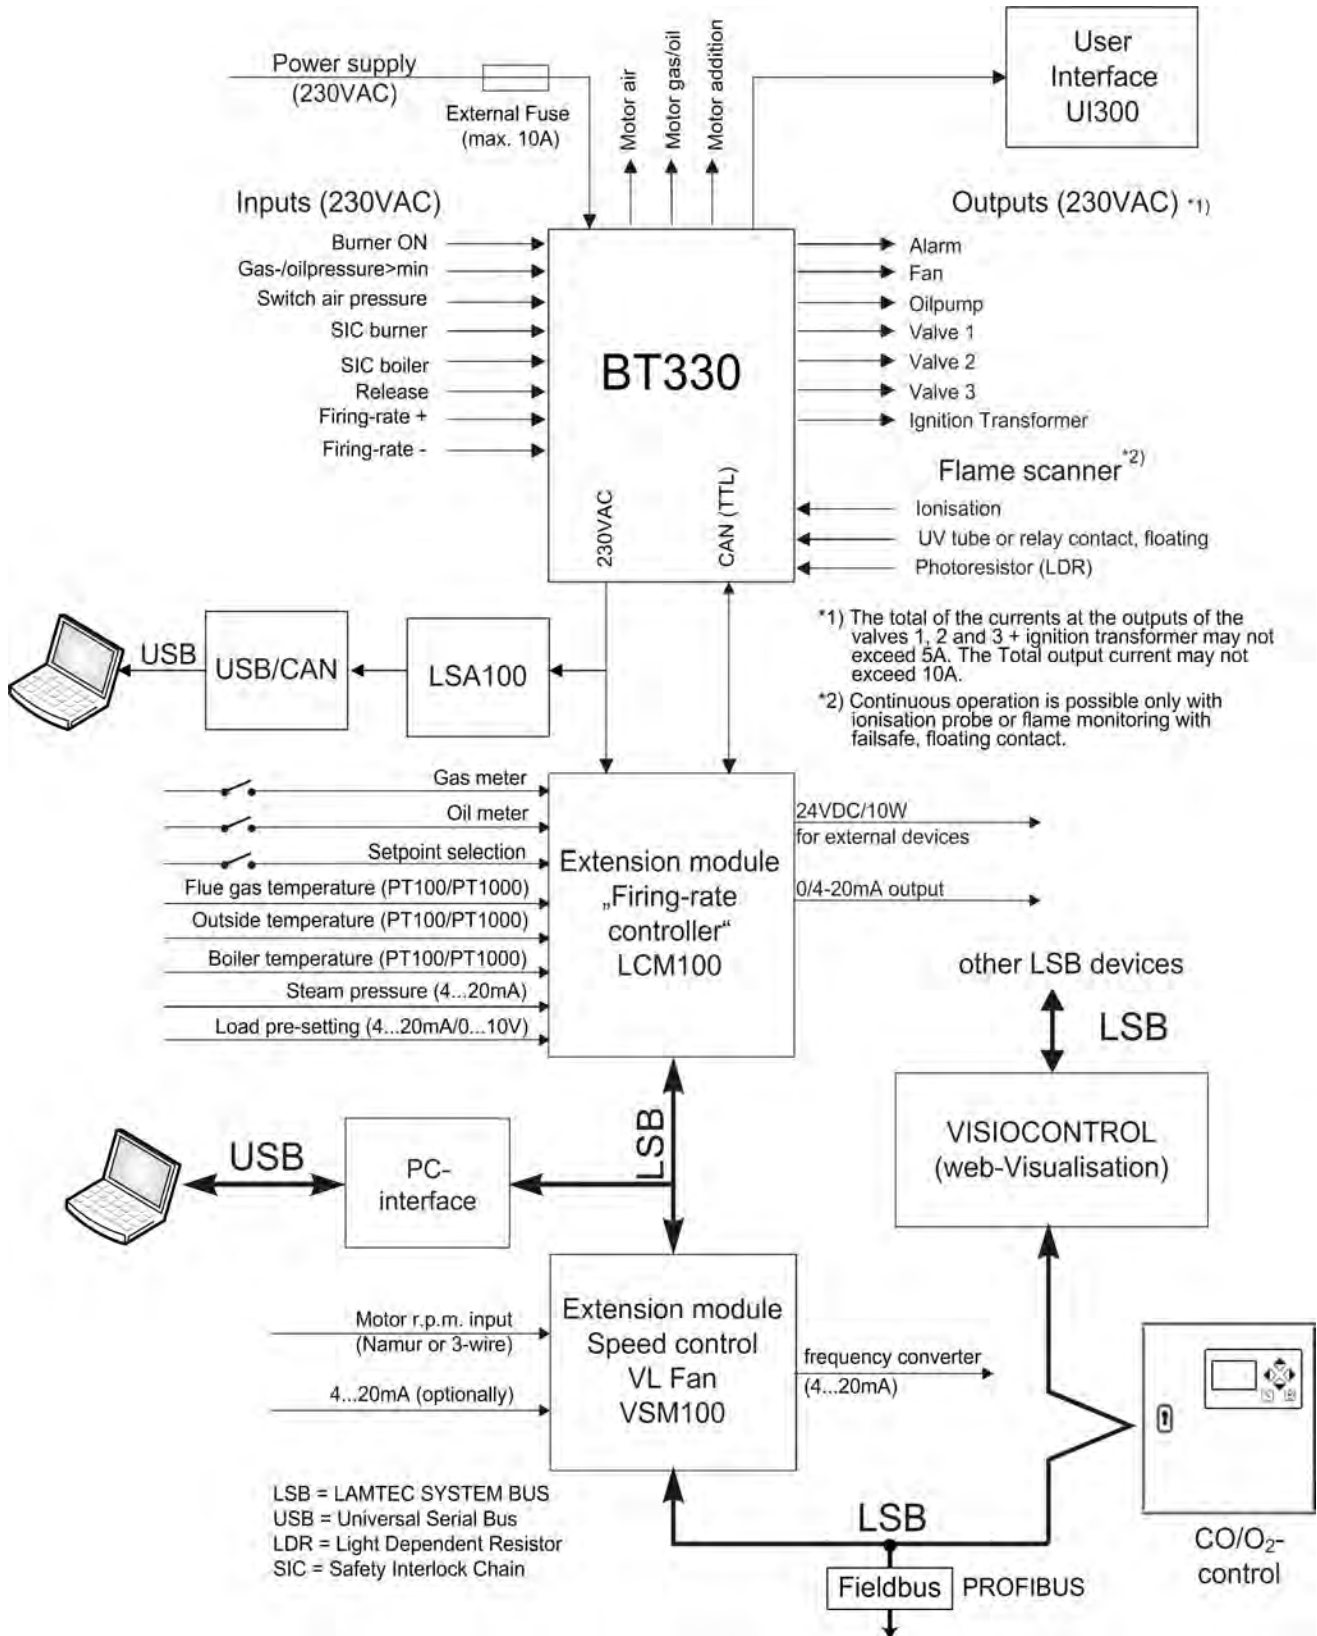 Power supply
(230VAC)
External Fuse
(max. 10A)
Motor air
Motor gas/oil
Motor addition
User
Interface
UI300
Inputs (230VAC)
Outputs (230VAC) *1)
Burner ON
Gas-/oilpressure>min
Switch air pressure
SIC burner
SIC boiler
Release
Firing-rate +
Firing-rate -
BT330
230VAC
CAN (TTL)
Alarm
Fan
Oilpump
Valve 1
Valve 2
Valve 3
Ignition Transformer
Flame scanner *2)
Ionisation
UV tube or relay contact, floating
Photoresistor (LDR)
*1) The total of the currents at the outputs of the
valves 1, 2 and 3 + ignition transformer may not
exceed 5A. The Total output current may not
exceed 10A.
*2) Continuous operation is possible only with
ionisation probe or flame monitoring with
failsafe, floating contact.
USB
USB/CAN
LSA100
Gas meter
Oil meter
Setpoint selection
Flue gas temperature (PT100/PT1000)
Outside temperature (PT100/PT1000)
Boiler temperature (PT100/PT1000)
Steam pressure (4...20mA)
Load pre-setting (4...20mA/0...10V)
Extension module
„Firing-rate
controller“
LCM100
24VDC/10W
for external devices
0/4-20mA output
other LSB devices
LSB
VISIOCONTROL
(web-Visualisation)
LSB
USB
PC-
interface
Motor r.p.m. input
(Namur or 3-wire)
4...20mA (optionally)
Extension module
Speed control
VL Fan
VSM100
frequency converter
(4...20mA)
LSB = LAMTEC SYSTEM BUS
USB = Universal Serial Bus
LDR = Light Dependent Resistor
SIC = Safety Interlock Chain
LSB
Fieldbus
PROFIBUS
CO/O₂-
control